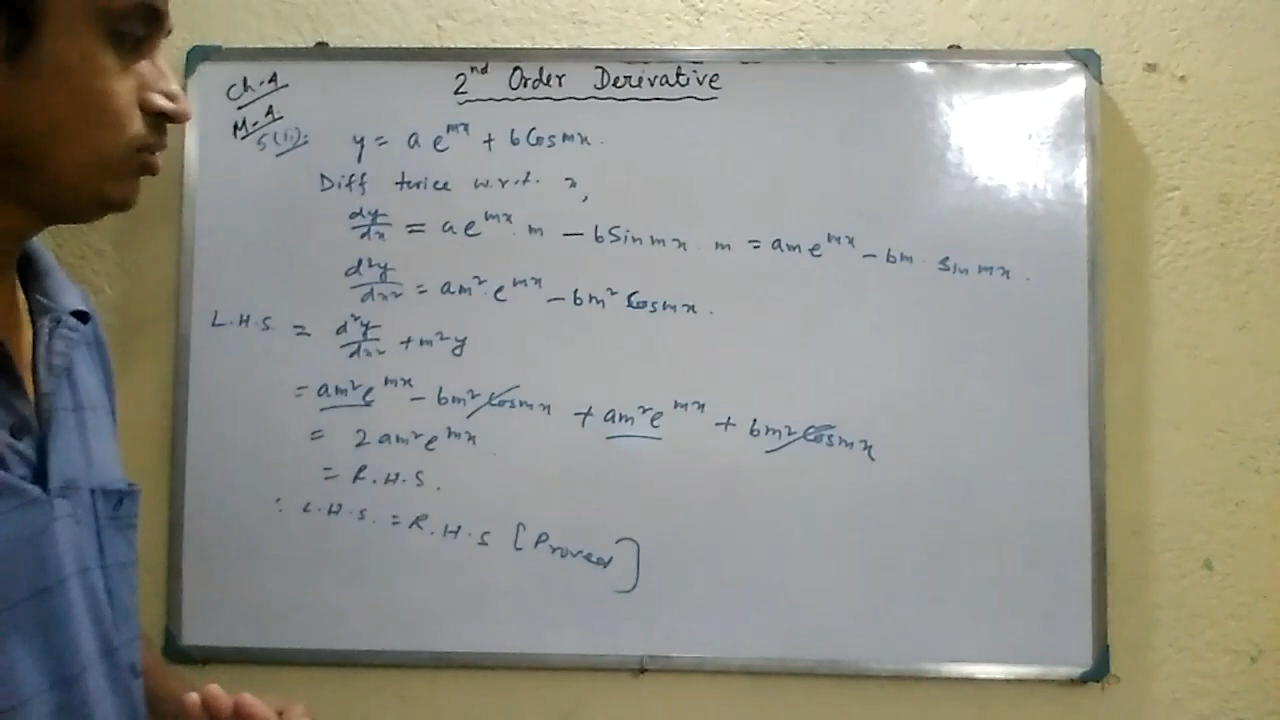 2nd Order Derivative
Ch-4
M-4
5(ii). y = a e^mx + b Cos mx.
Diff twice w.r.t. x,
dy/dx = a e^mx . m - b Sin mx . m = am e^mx - bm . Sin mx .
d²y/dx² = am² . e^mx - bm² Cos mx .
L.H.S = d²y/dx² + m²y
= am²e^mx - bm² Cos mx + am²e^mx + bm² Cos mx
= 2am²e^mx
= R.H.S.
∴ L.H.S. = R.H.S [Proved]